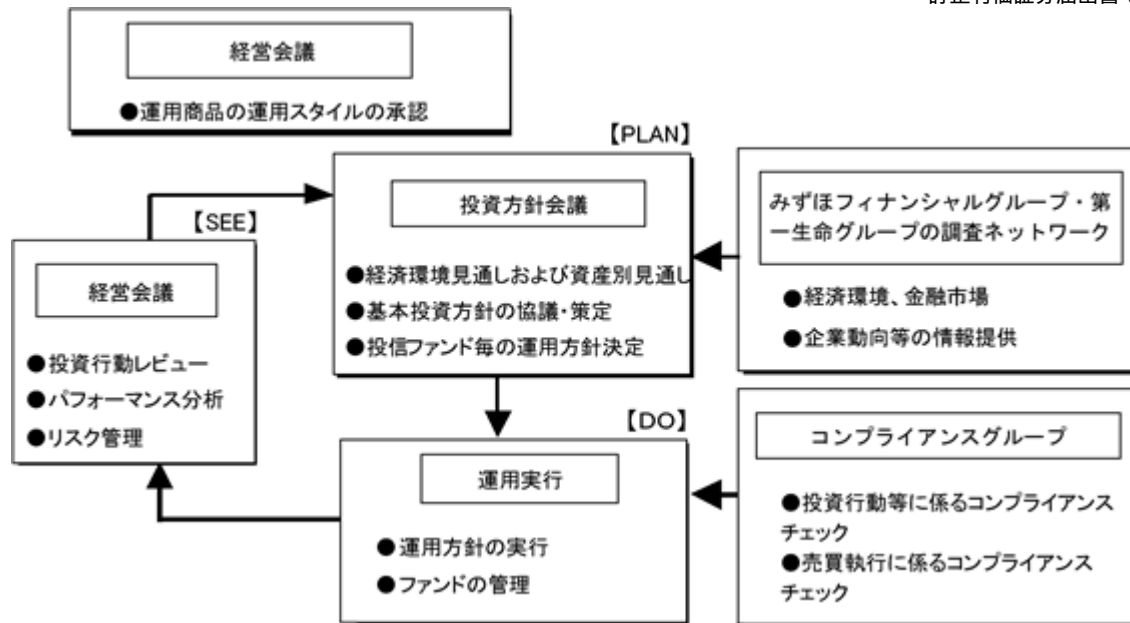 経営会議
●運用商品の運用スタイルの承認
【PLAN】
投資方針会議
●経済環境見通しおよび資産別見通し
●基本投資方針の協議・策定
●投信ファンド毎の運用方針決定
みずほフィナンシャルグループ・第
一生命グループの調査ネットワーク
●経済環境、金融市場
●企業動向等の情報提供
【SEE】
経営会議
●投資行動レビュー
●パフォーマンス分析
●リスク管理
【DO】
運用実行
●運用方針の実行
●ファンドの管理
コンプライアンスグループ
●投資行動等に係るコンプライアンス
チェック
●売買執行に係るコンプライアンス
チェック